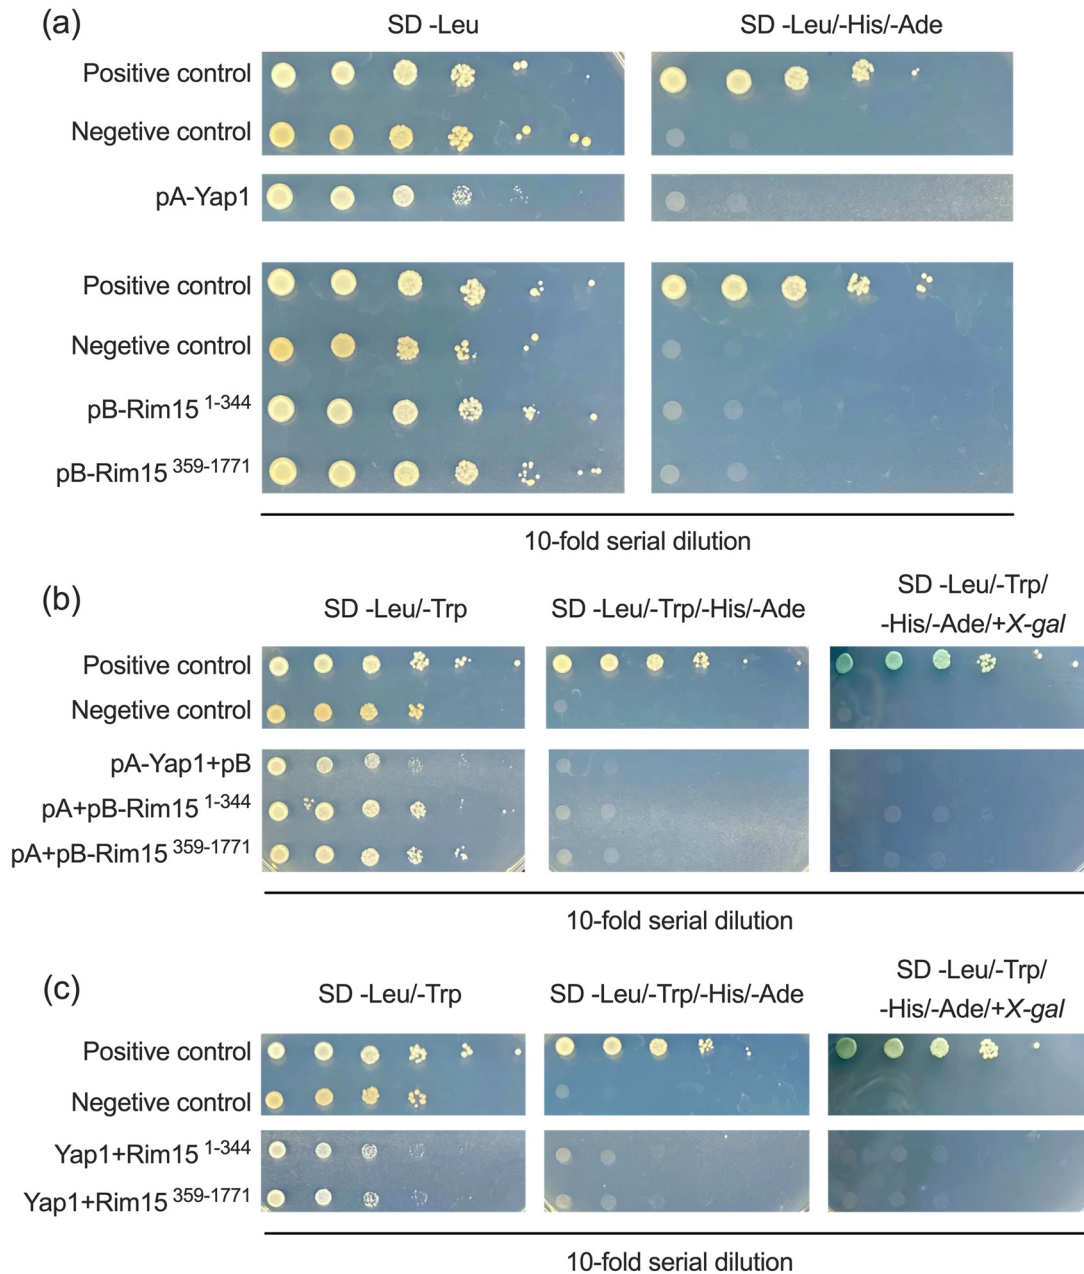 (a)
SD -Leu
SD -Leu/-His/-Ade
Positive control
Negetive control
pA-Yap1
Positive control
Negetive control
pB-Rim15 1-344
pB-Rim15 359-1771
10-fold serial dilution
(b)
SD -Leu/-Trp
SD -Leu/-Trp/-His/-Ade
SD -Leu/-Trp/
-His/-Ade/+X-gal
Positive control
Negetive control
pA-Yap1+pB
pA+pB-Rim15 1-344
pA+pB-Rim15 359-1771
10-fold serial dilution
(c)
SD -Leu/-Trp
SD -Leu/-Trp/-His/-Ade
SD -Leu/-Trp/
-His/-Ade/+X-gal
Positive control
Negetive control
Yap1+Rim15 1-344
Yap1+Rim15 359-1771
10-fold serial dilution